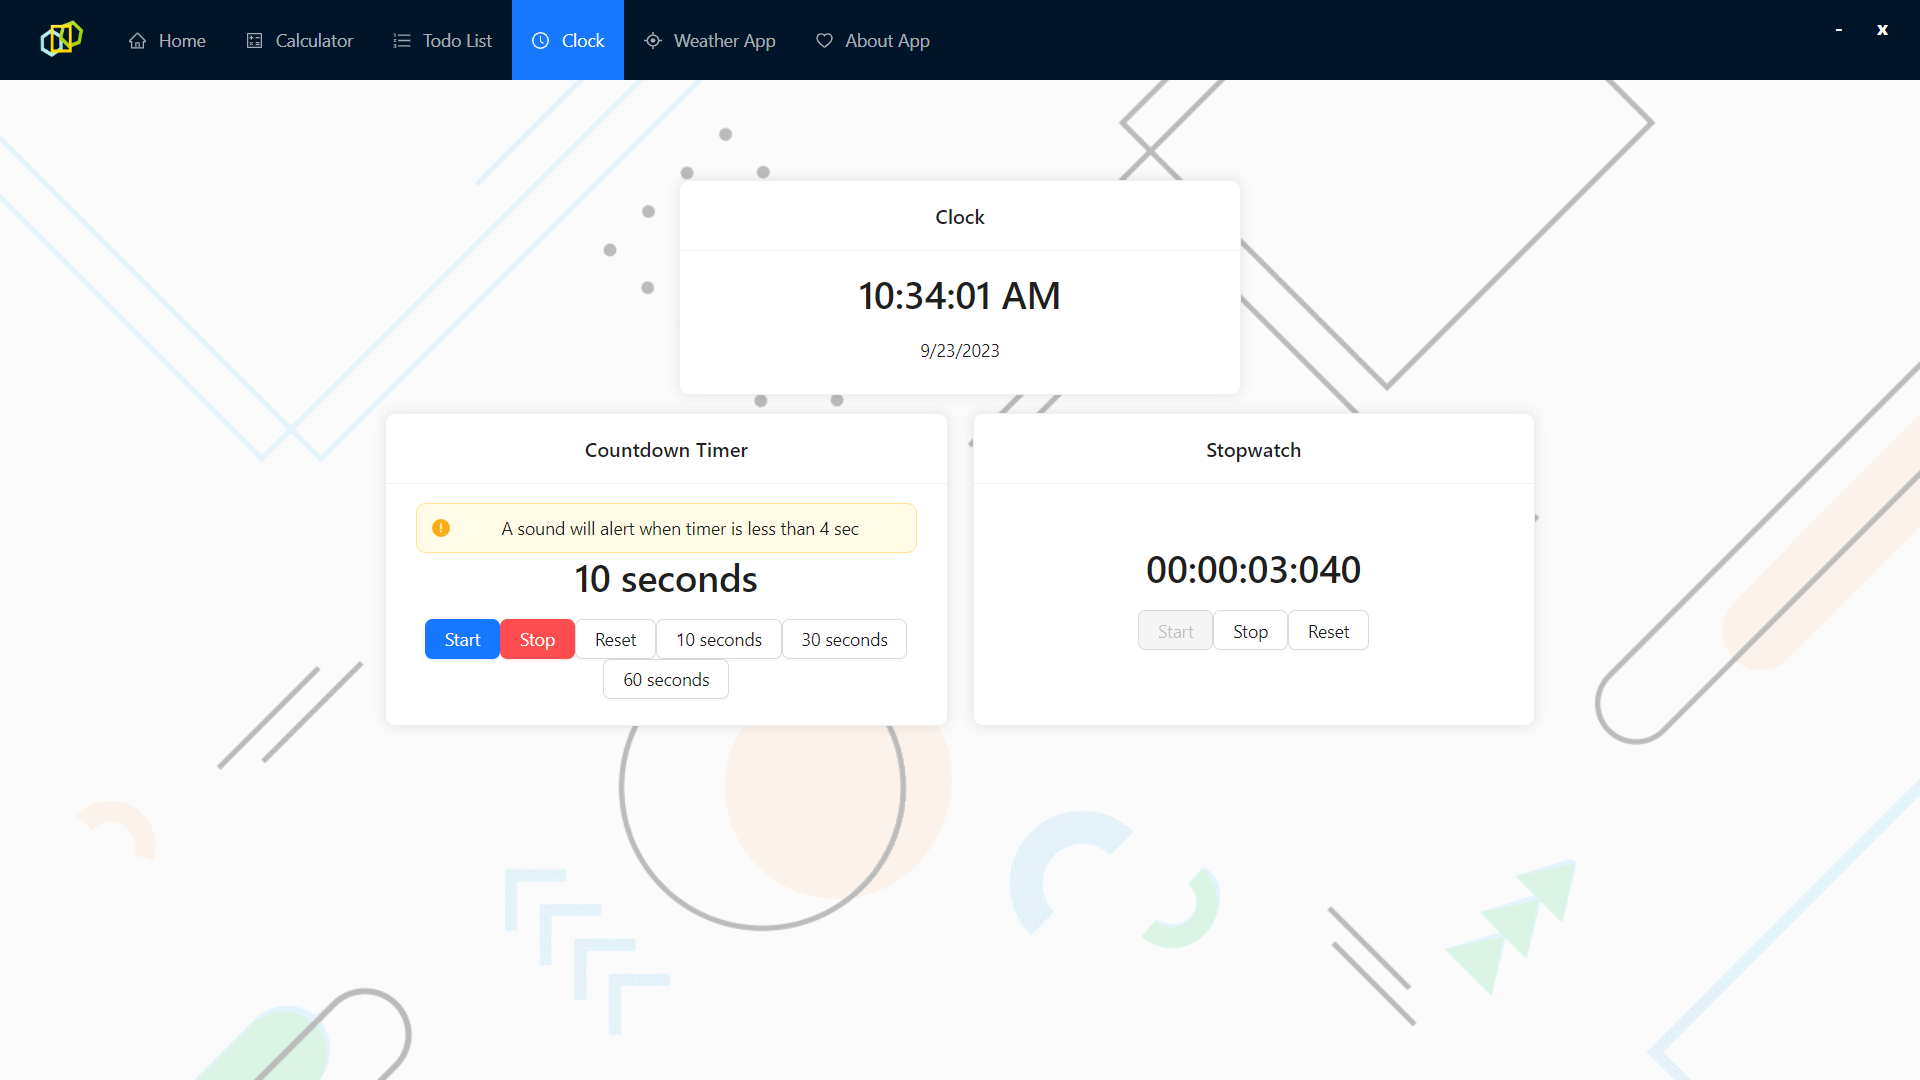 Home Calculator Todo List Clock Weather App About App - x
Clock
10:34:01 AM
9/23/2023
Countdown Timer
A sound will alert when timer is less than 4 sec
10 seconds
Start Stop Reset 10 seconds 30 seconds
60 seconds
Stopwatch
00:00:03:040
Start Stop Reset